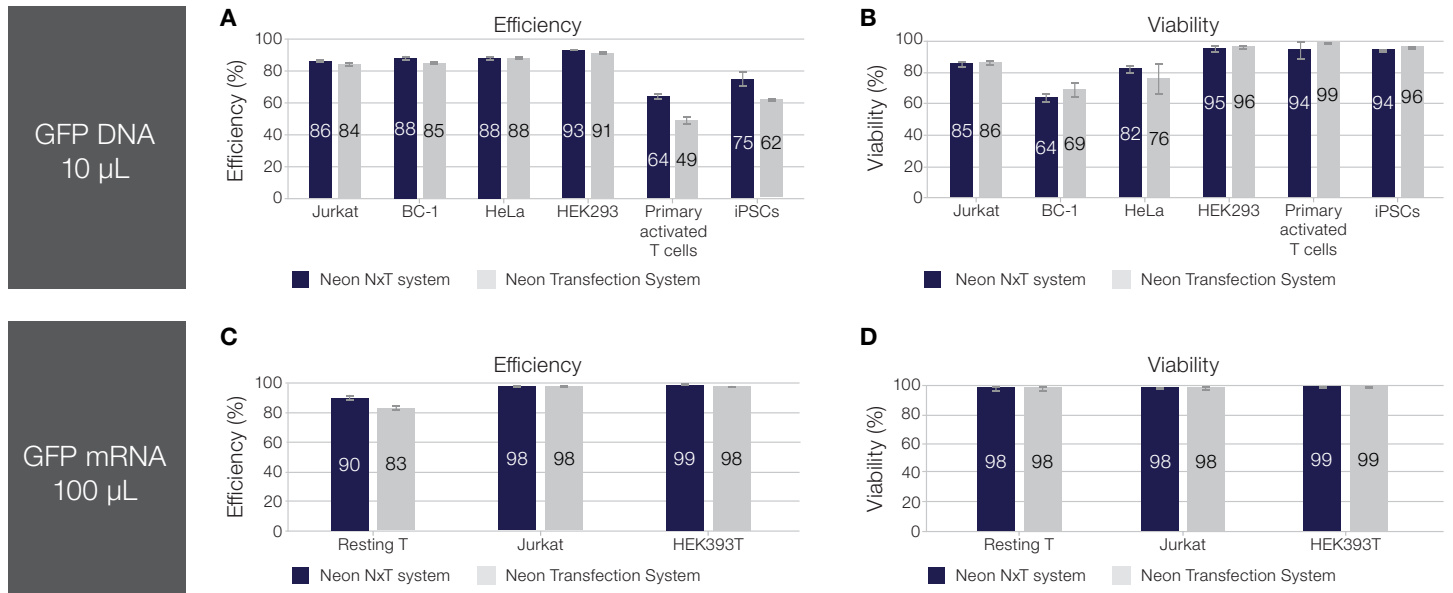 GFP DNA
10 µL
A
Efficiency
Efficiency (%)
100
80
60
40
20
0
86
84
88
85
88
88
93
91
64
49
75
62
Jurkat
BC-1
HeLa
HEK293
Primary
activated
T cells
iPSCs
Neon NxT system
Neon Transfection System
B
Viability
Viability (%)
100
80
60
40
20
0
85
86
64
69
82
76
95
96
94
99
94
96
Jurkat
BC-1
HeLa
HEK293
Primary
activated
T cells
iPSCs
Neon NxT system
Neon Transfection System
GFP mRNA
100 µL
C
Efficiency
Efficiency (%)
100
80
60
40
20
0
90
83
98
98
99
98
Resting T
Jurkat
HEK393T
Neon NxT system
Neon Transfection System
D
Viability
Viability (%)
100
80
60
40
20
0
98
98
98
98
99
99
Resting T
Jurkat
HEK393T
Neon NxT system
Neon Transfection System